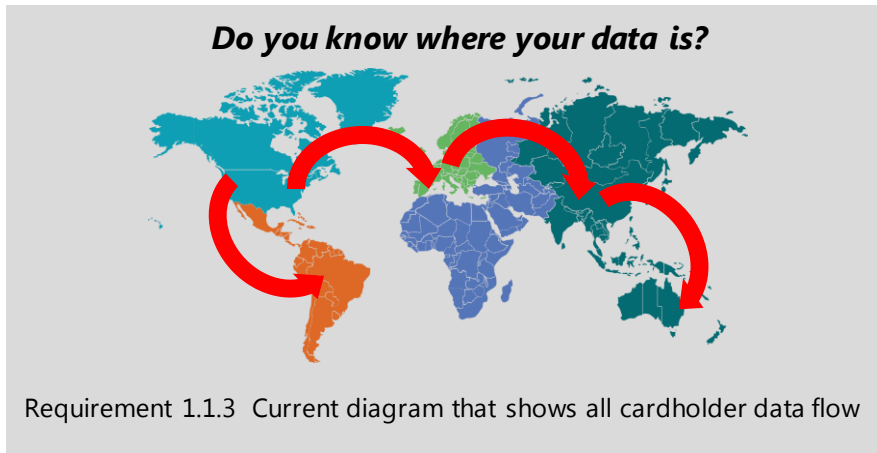 Do you know where your data is?
Requirement 1.1.3 Current diagram that shows all cardholder data flow